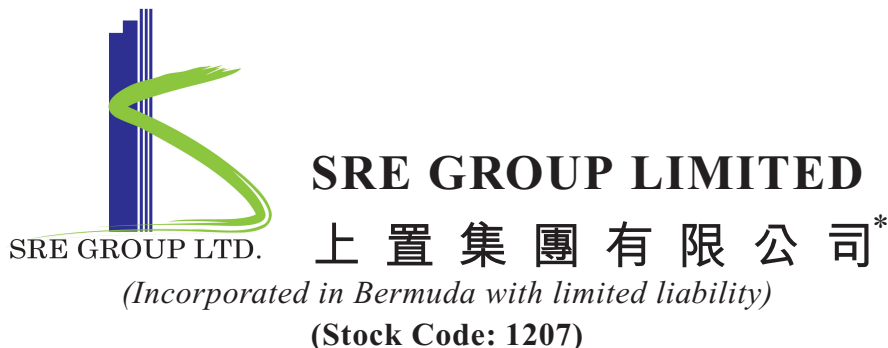 SRE GROUP LTD.
SRE GROUP LIMITED
上置集團有限公司*
(Incorporated in Bermuda with limited liability)
(Stock Code: 1207)